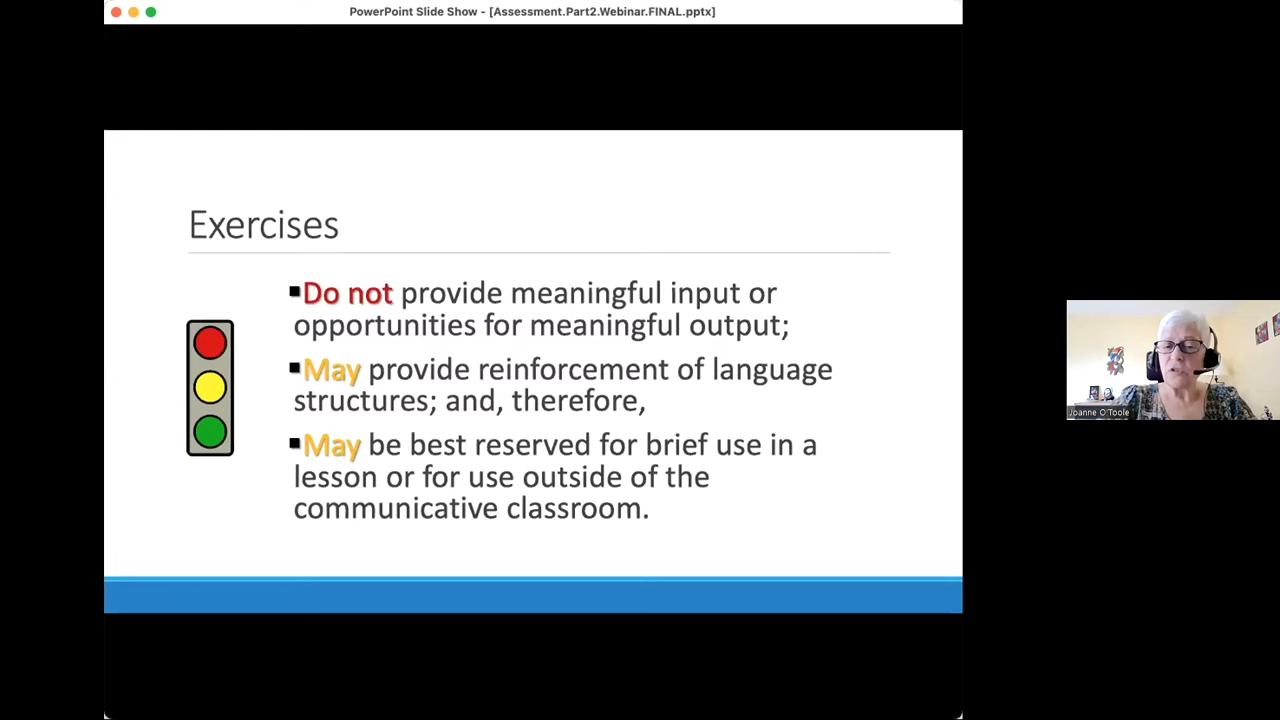 PowerPoint Slide Show - [Assessment.Part2.Webinar.FINAL.pptx]
Exercises
▪Do not provide meaningful input or
opportunities for meaningful output;
▪May provide reinforcement of language
structures; and, therefore,
▪May be best reserved for brief use in a
lesson or for use outside of the
communicative classroom.
Joanne O'Toole